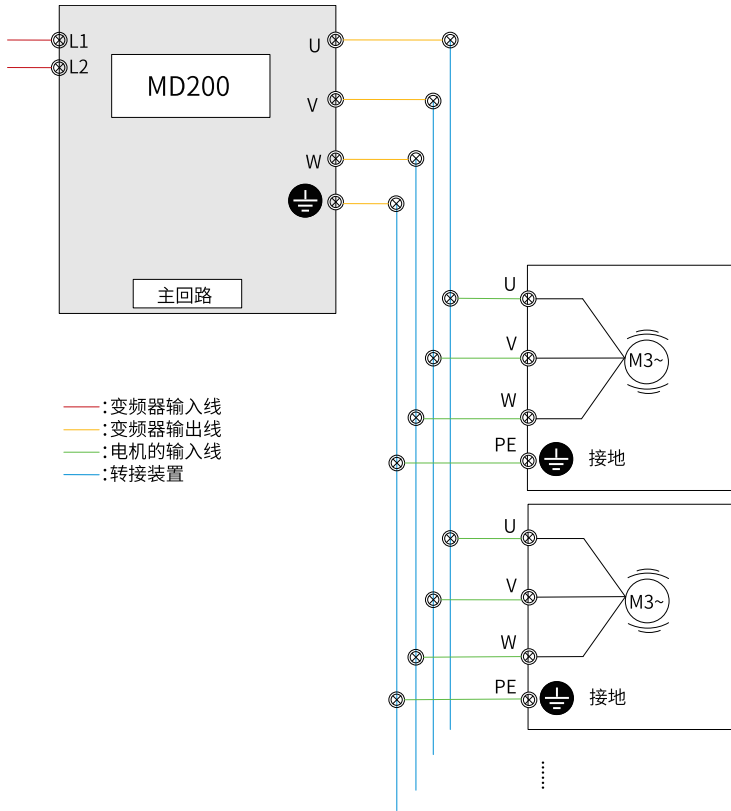 L1
L2
MD200
U
V
W
主回路
U
V
W
PE
接地
M3~
:变频器输入线
:变频器输出线
:电机的输入线
:转接装置
U
V
W
PE
接地
M3~